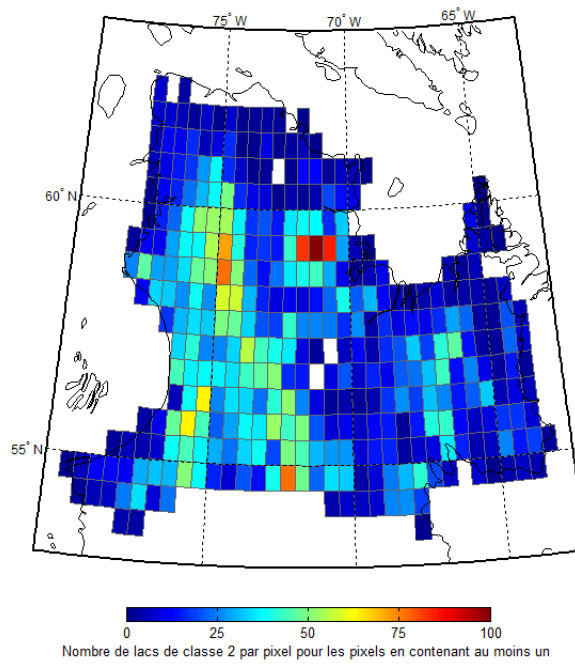 75° W
70° W
65° W
60° N
55° N
0 25 50 75 100
Nombre de lacs de classe 2 par pixel pour les pixels en contenant au moins un